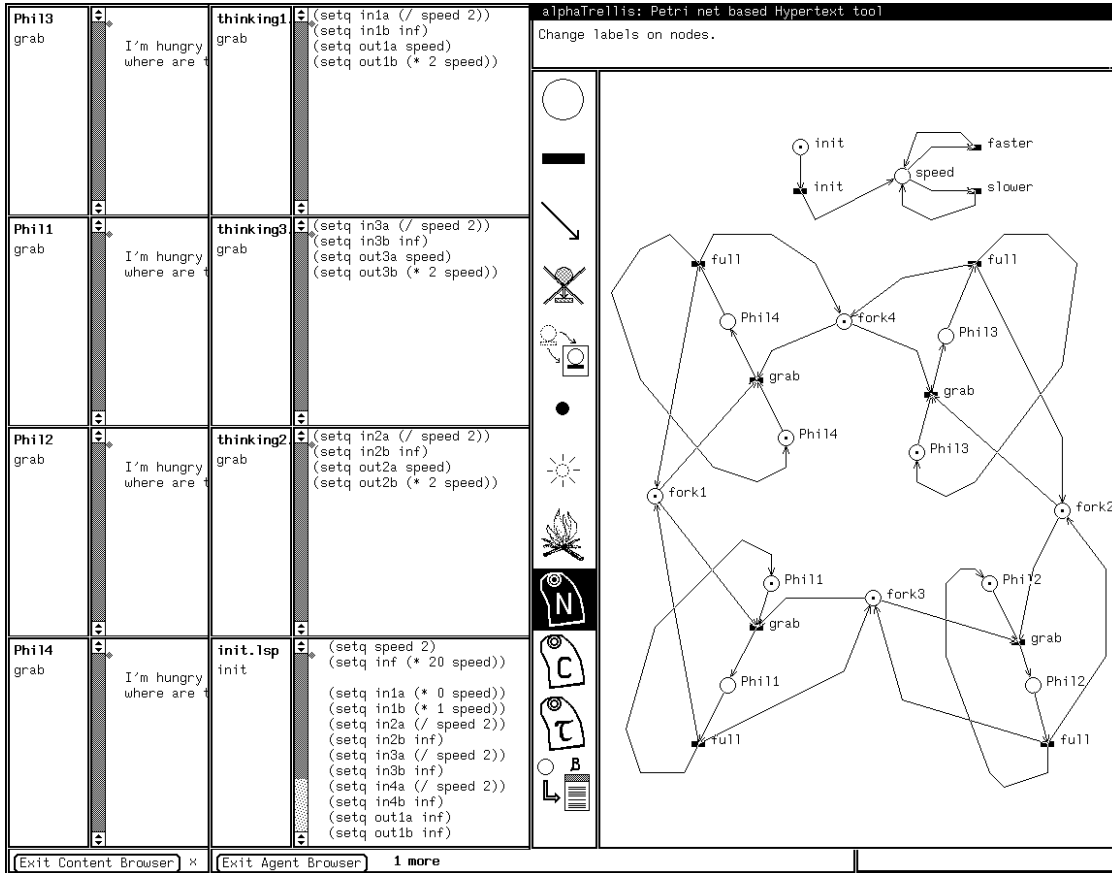 Phil3
grab
I'm hungry
where are t
thinking1.
grab
(setq in1a (/ speed 2))
(setq in1b inf)
(setq out1a speed)
(setq out1b (* 2 speed))
Phil1
grab
I'm hungry
where are t
thinking3.
grab
(setq in3a (/ speed 2))
(setq in3b inf)
(setq out3a speed)
(setq out3b (* 2 speed))
Phil2
grab
I'm hungry
where are t
thinking2.
grab
(setq in2a (/ speed 2))
(setq in2b inf)
(setq out2a speed)
(setq out2b (* 2 speed))
Phil4
grab
I'm hungry
where are t
init.lsp
init
(setq speed 2)
(setq inf (* 20 speed))
(setq in1a (* 0 speed))
(setq in1b (* 1 speed))
(setq in2a (/ speed 2))
(setq in2b inf)
(setq in3a (/ speed 2))
(setq in3b inf)
(setq in4a (/ speed 2))
(setq in4b inf)
(setq out1a inf)
(setq out1b inf)
Exit Content Browser ×
Exit Agent Browser
1 more
alphaTrellis: Petri net based Hypertext tool
Change labels on nodes.
N
C
τ
B
init
faster
speed
init
slower
full
full
Phil4
fork4
Phil3
grab
grab
Phil4
Phil3
fork1
fork2
Phil1
Phil2
fork3
grab
grab
Phil1
Phil2
full
full